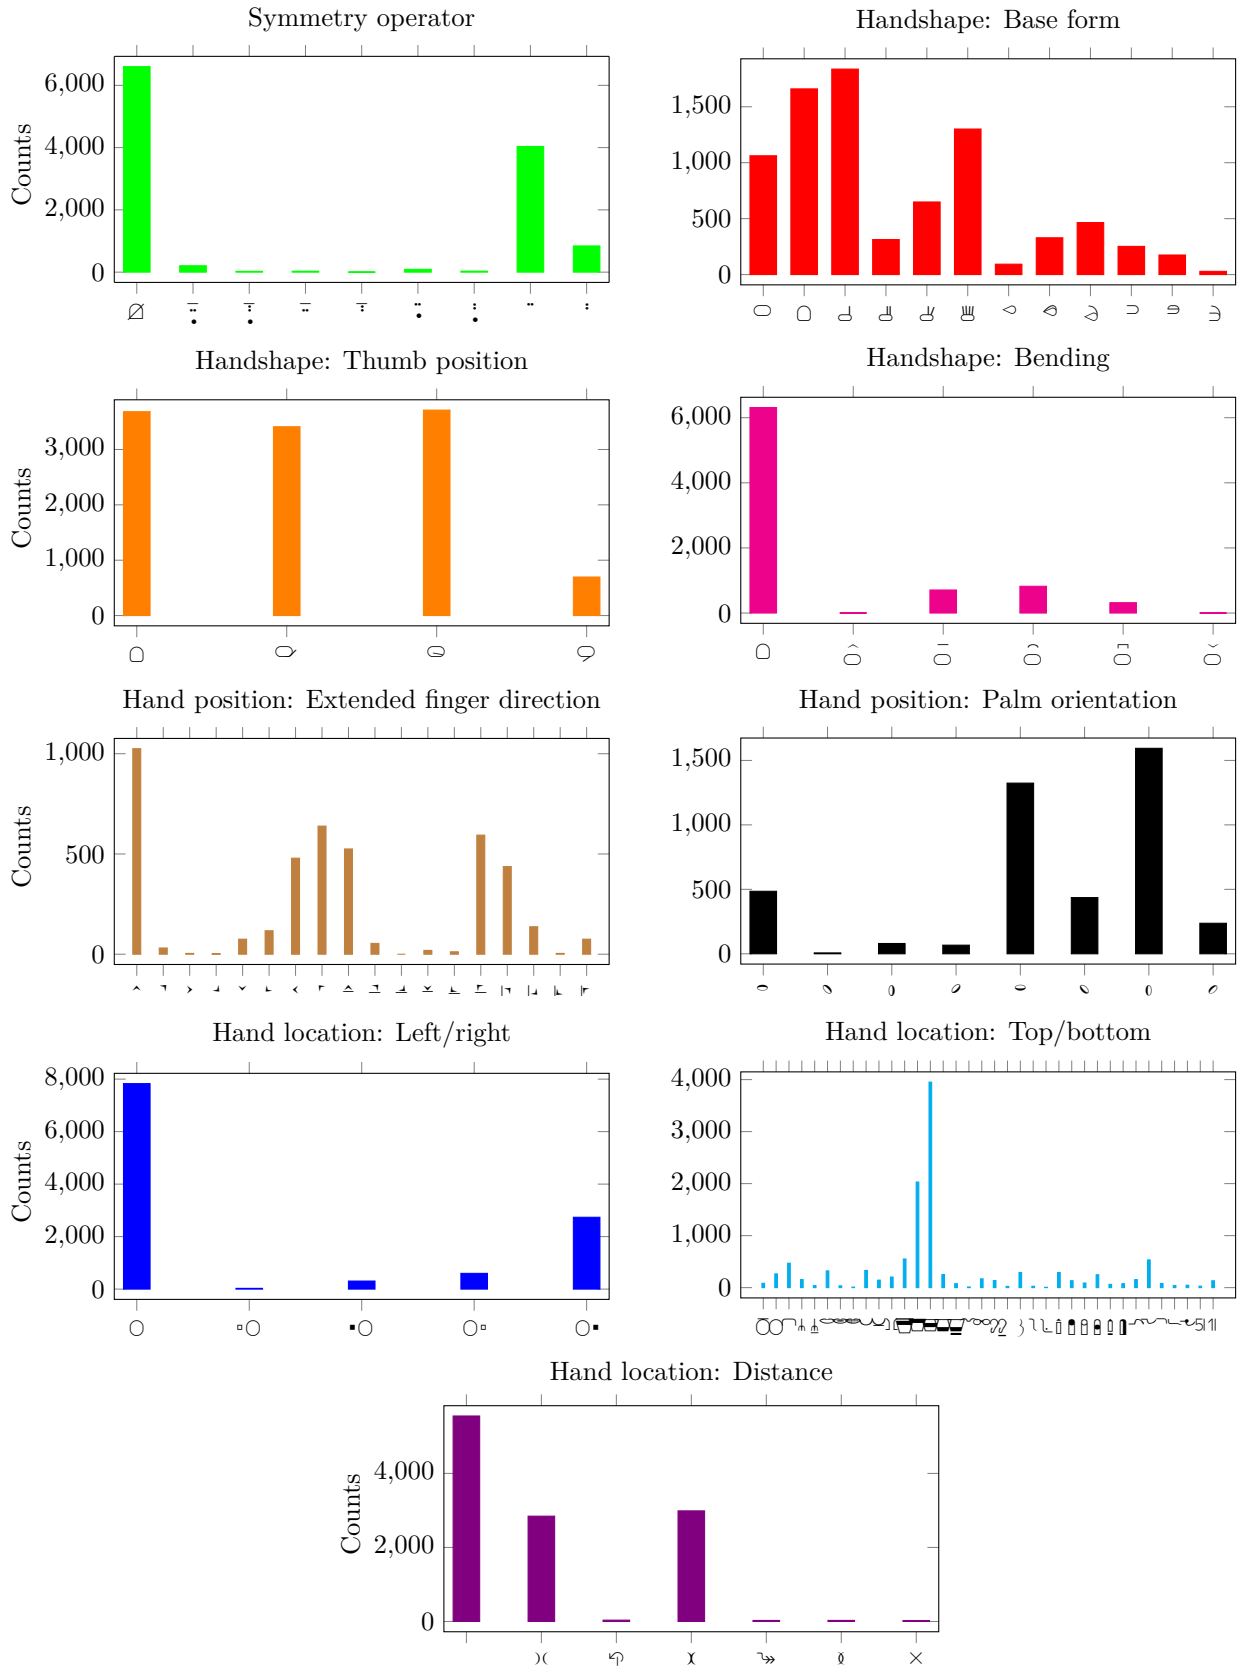 Symmetry operator
Counts
6,000
4,000
2,000
0
Handshape: Base form
1,500
1,000
500
0
Handshape: Thumb position
Counts
3,000
2,000
1,000
0
Handshape: Bending
6,000
4,000
2,000
0
Hand position: Extended finger direction
Counts
1,000
500
0
Hand position: Palm orientation
1,500
1,000
500
0
Hand location: Left/right
Counts
8,000
6,000
4,000
2,000
0
Hand location: Top/bottom
4,000
3,000
2,000
1,000
0
Hand location: Distance
Counts
4,000
2,000
0